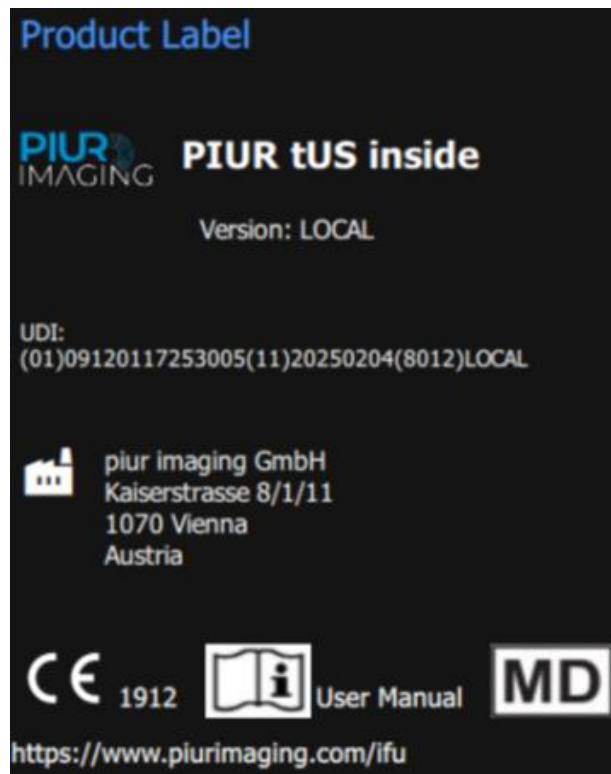 Product Label
PIUR
IMAGING
PIUR tUS inside
Version: LOCAL
UDI:
(01)09120117253005(11)20250204(8012)LOCAL
piur imaging GmbH
Kaiserstrasse 8/1/11
1070 Vienna
Austria
CE 1912
i User Manual
MD
https://www.piurimaging.com/ifu